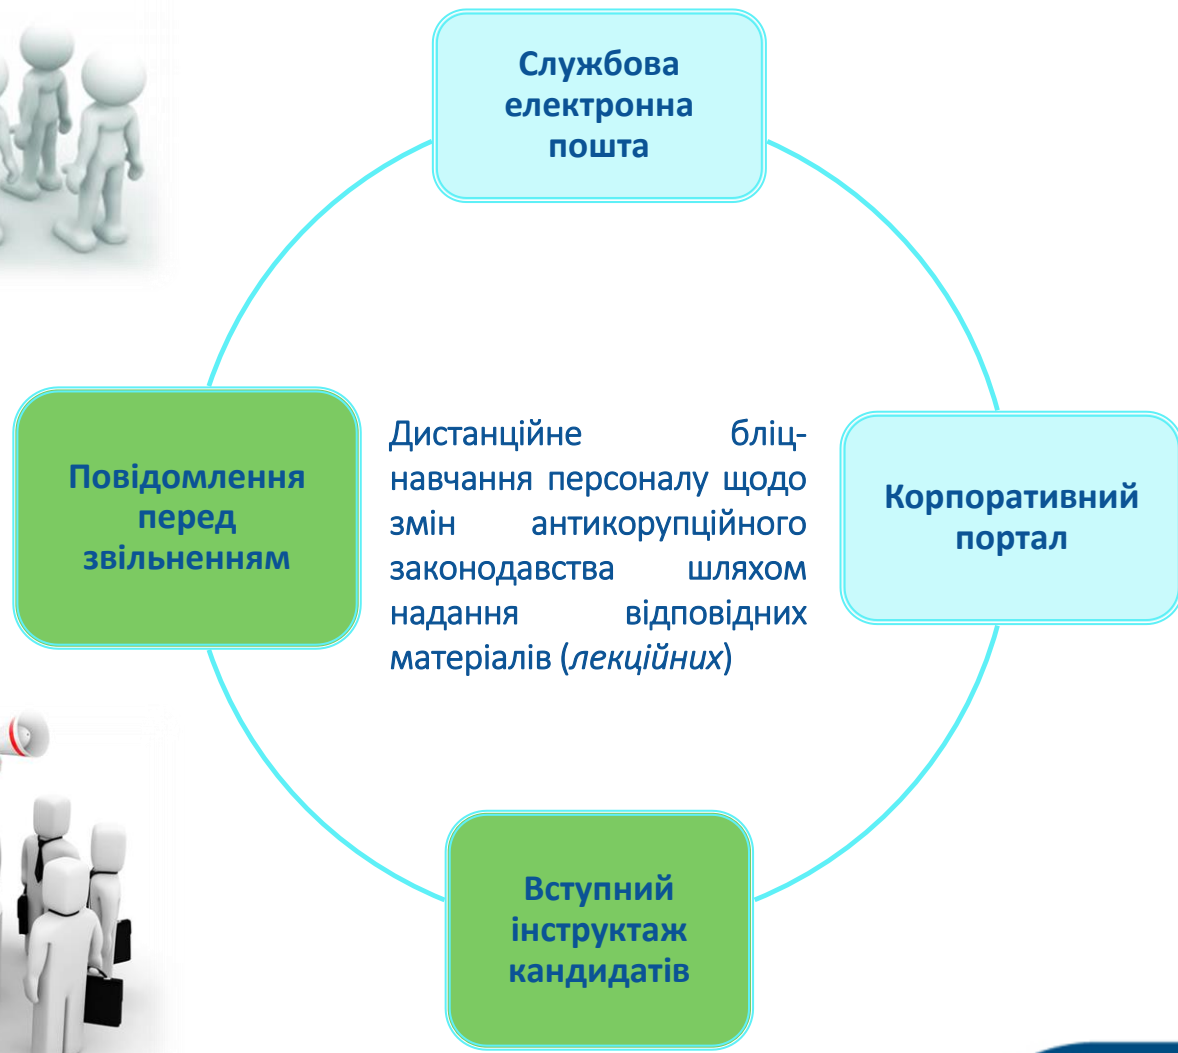 Службова
електронна
пошта
Повідомлення
перед
звільненням
Дистанційне бліц-
навчання персоналу щодо
змін антикорупційного
законодавства шляхом
надання відповідних
матеріалів (лекційних)
Корпоративний
портал
Вступний
інструктаж
кандидатів